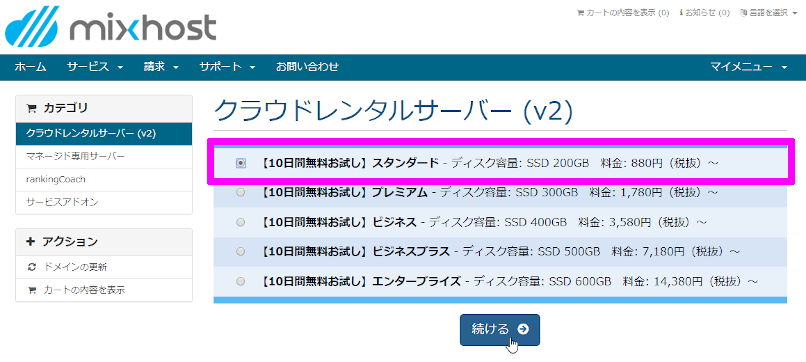 mixhost
カートの内容を表示 (0) お知らせ (0) 言語を選択
ホーム サービス 請求 サポート お問い合わせ マイメニュー
カテゴリ
クラウドレンタルサーバー (v2)
マネージド専用サーバー
rankingCoach
サービスアドオン
アクション
ドメインの更新
カートの内容を表示
クラウドレンタルサーバー (v2)
【10日間無料お試し】スタンダード - ディスク容量: SSD 200GB 料金: 880円（税抜）～
【10日間無料お試し】プレミアム - ディスク容量: SSD 300GB 料金: 1,780円（税抜）～
【10日間無料お試し】ビジネス - ディスク容量: SSD 400GB 料金: 3,580円（税抜）～
【10日間無料お試し】ビジネスプラス - ディスク容量: SSD 500GB 料金: 7,180円（税抜）～
【10日間無料お試し】エンタープライズ - ディスク容量: SSD 600GB 料金: 14,380円（税抜）～
続ける